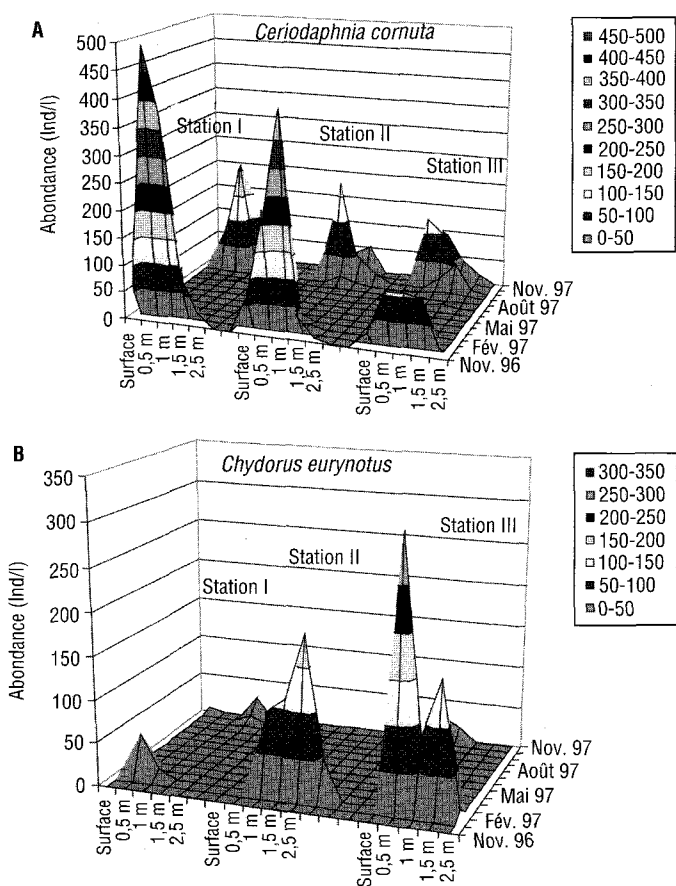 A
Ceriodaphnia cornuta
Abondance (Ind/l)
500
450
400
350
300
250
200
150
100
50
0
Station I
Station II
Station III
Surface
0,5 m
1 m
1,5 m
2,5 m
Surface
0,5 m
1 m
1,5 m
2,5 m
Surface
0,5 m
1 m
1,5 m
2,5 m
Nov. 97
Août 97
Mai 97
Fév. 97
Nov. 96
450-500
400-450
350-400
300-350
250-300
200-250
150-200
100-150
50-100
0-50
B
Chydorus eurynotus
Abondance (Ind/l)
350
300
250
200
150
100
50
0
Station I
Station II
Station III
Surface
0,5 m
1 m
1,5 m
2,5 m
Surface
0,5 m
1 m
1,5 m
2,5 m
Surface
0,5 m
1 m
1,5 m
2,5 m
Nov. 97
Août 97
Mai 97
Fév. 97
Nov. 96
300-350
250-300
200-250
150-200
100-150
50-100
0-50